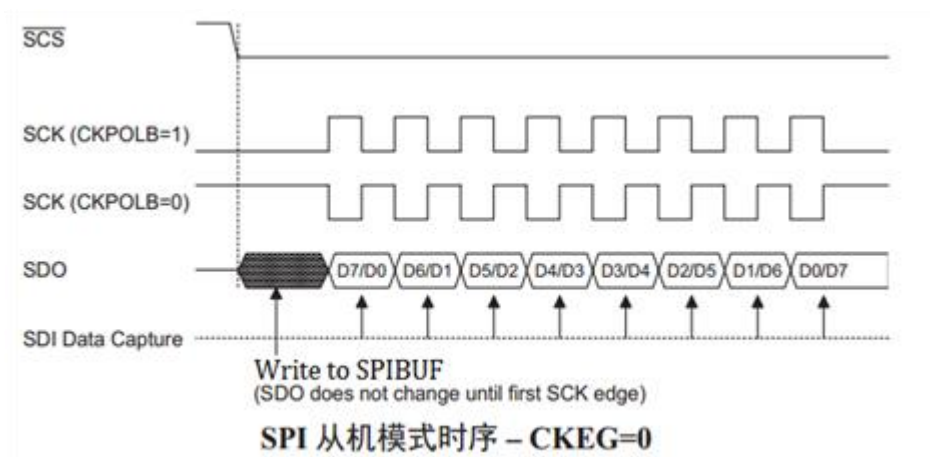 SCS
SCK (CKPOLB=1)
SCK (CKPOLB=0)
SDO
D7/D0 D6/D1 D5/D2 D4/D3 D3/D4 D2/D5 D1/D6 D0/D7
SDI Data Capture
Write to SPIBUF
(SDO does not change until first SCK edge)
SPI 从机模式时序 – CKEG=0